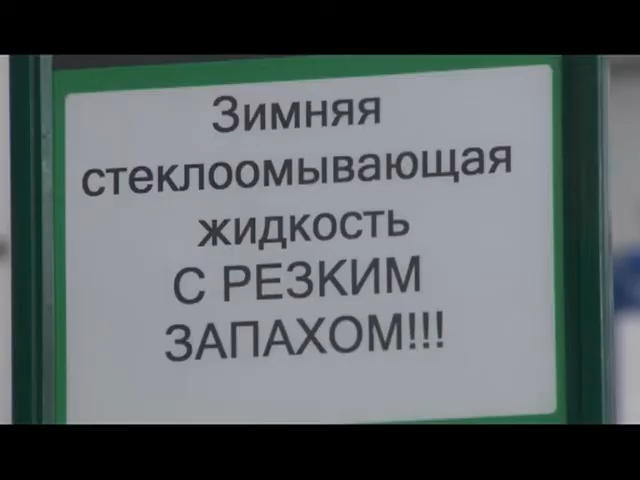 Зимняя
стеклоомывающая
жидкость
С РЕЗКИМ
ЗАПАХОМ!!!